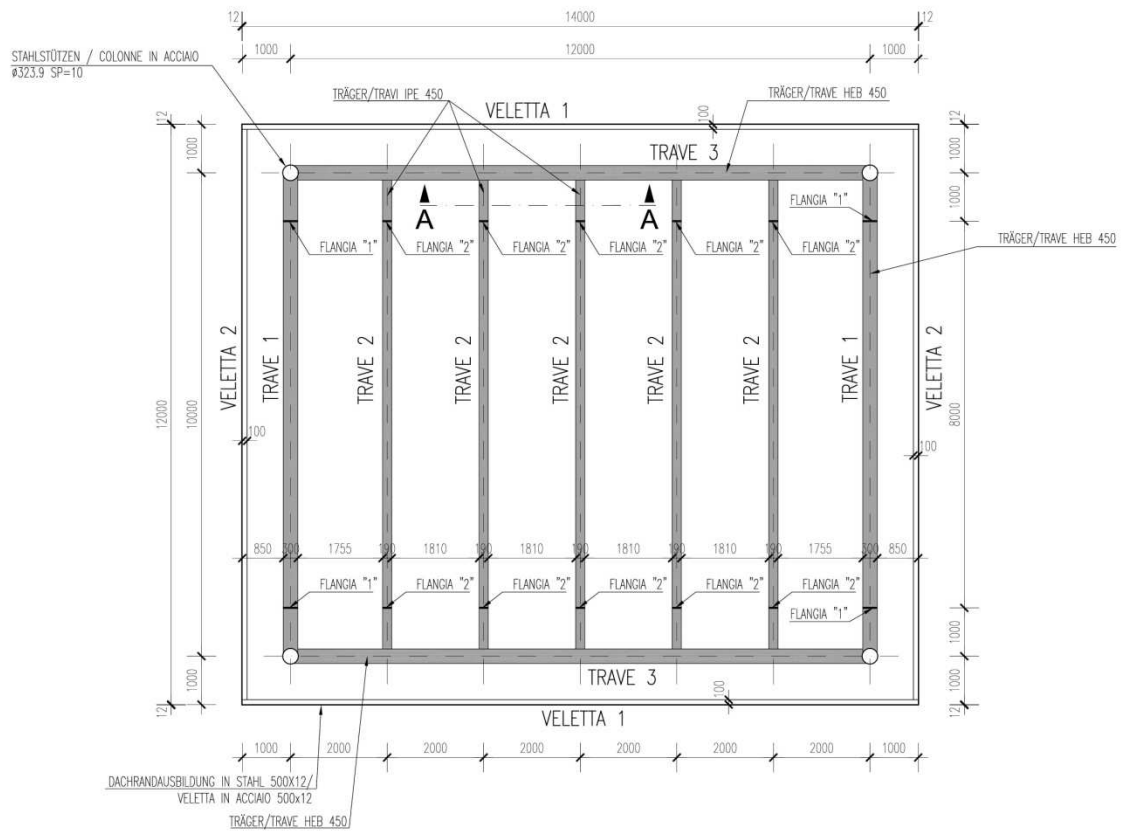 12
14000
12
1000
12000
1000
STAHLSTÜTZEN / COLONNE IN ACCIAIO
ø323.9 SP=10
TRÄGER/TRAVI IPE 450
TRÄGER/TRAVE HEB 450
VELETTA 1
100
12
12
1000
1000
TRAVE 3
1000
A
A
FLANGIA "1"
FLANGIA "1"
FLANGIA "2"
FLANGIA "2"
FLANGIA "2"
FLANGIA "2"
FLANGIA "2"
TRÄGER/TRAVE HEB 450
VELETTA 2
TRAVE 1
TRAVE 2
TRAVE 2
TRAVE 2
TRAVE 2
TRAVE 2
TRAVE 1
VELETTA 2
12000
10000
8000
100
100
850
300
1755
190
1810
190
1810
190
1810
190
1810
190
1755
300
850
FLANGIA "1"
FLANGIA "2"
FLANGIA "2"
FLANGIA "2"
FLANGIA "2"
FLANGIA "2"
FLANGIA "1"
1000
1000
1000
TRAVE 3
100
12
12
VELETTA 1
1000
2000
2000
2000
2000
2000
2000
1000
DACHRANDAUSBILDUNG IN STAHL 500X12/
VELETTA IN ACCIAIO 500x12
TRÄGER/TRAVE HEB 450